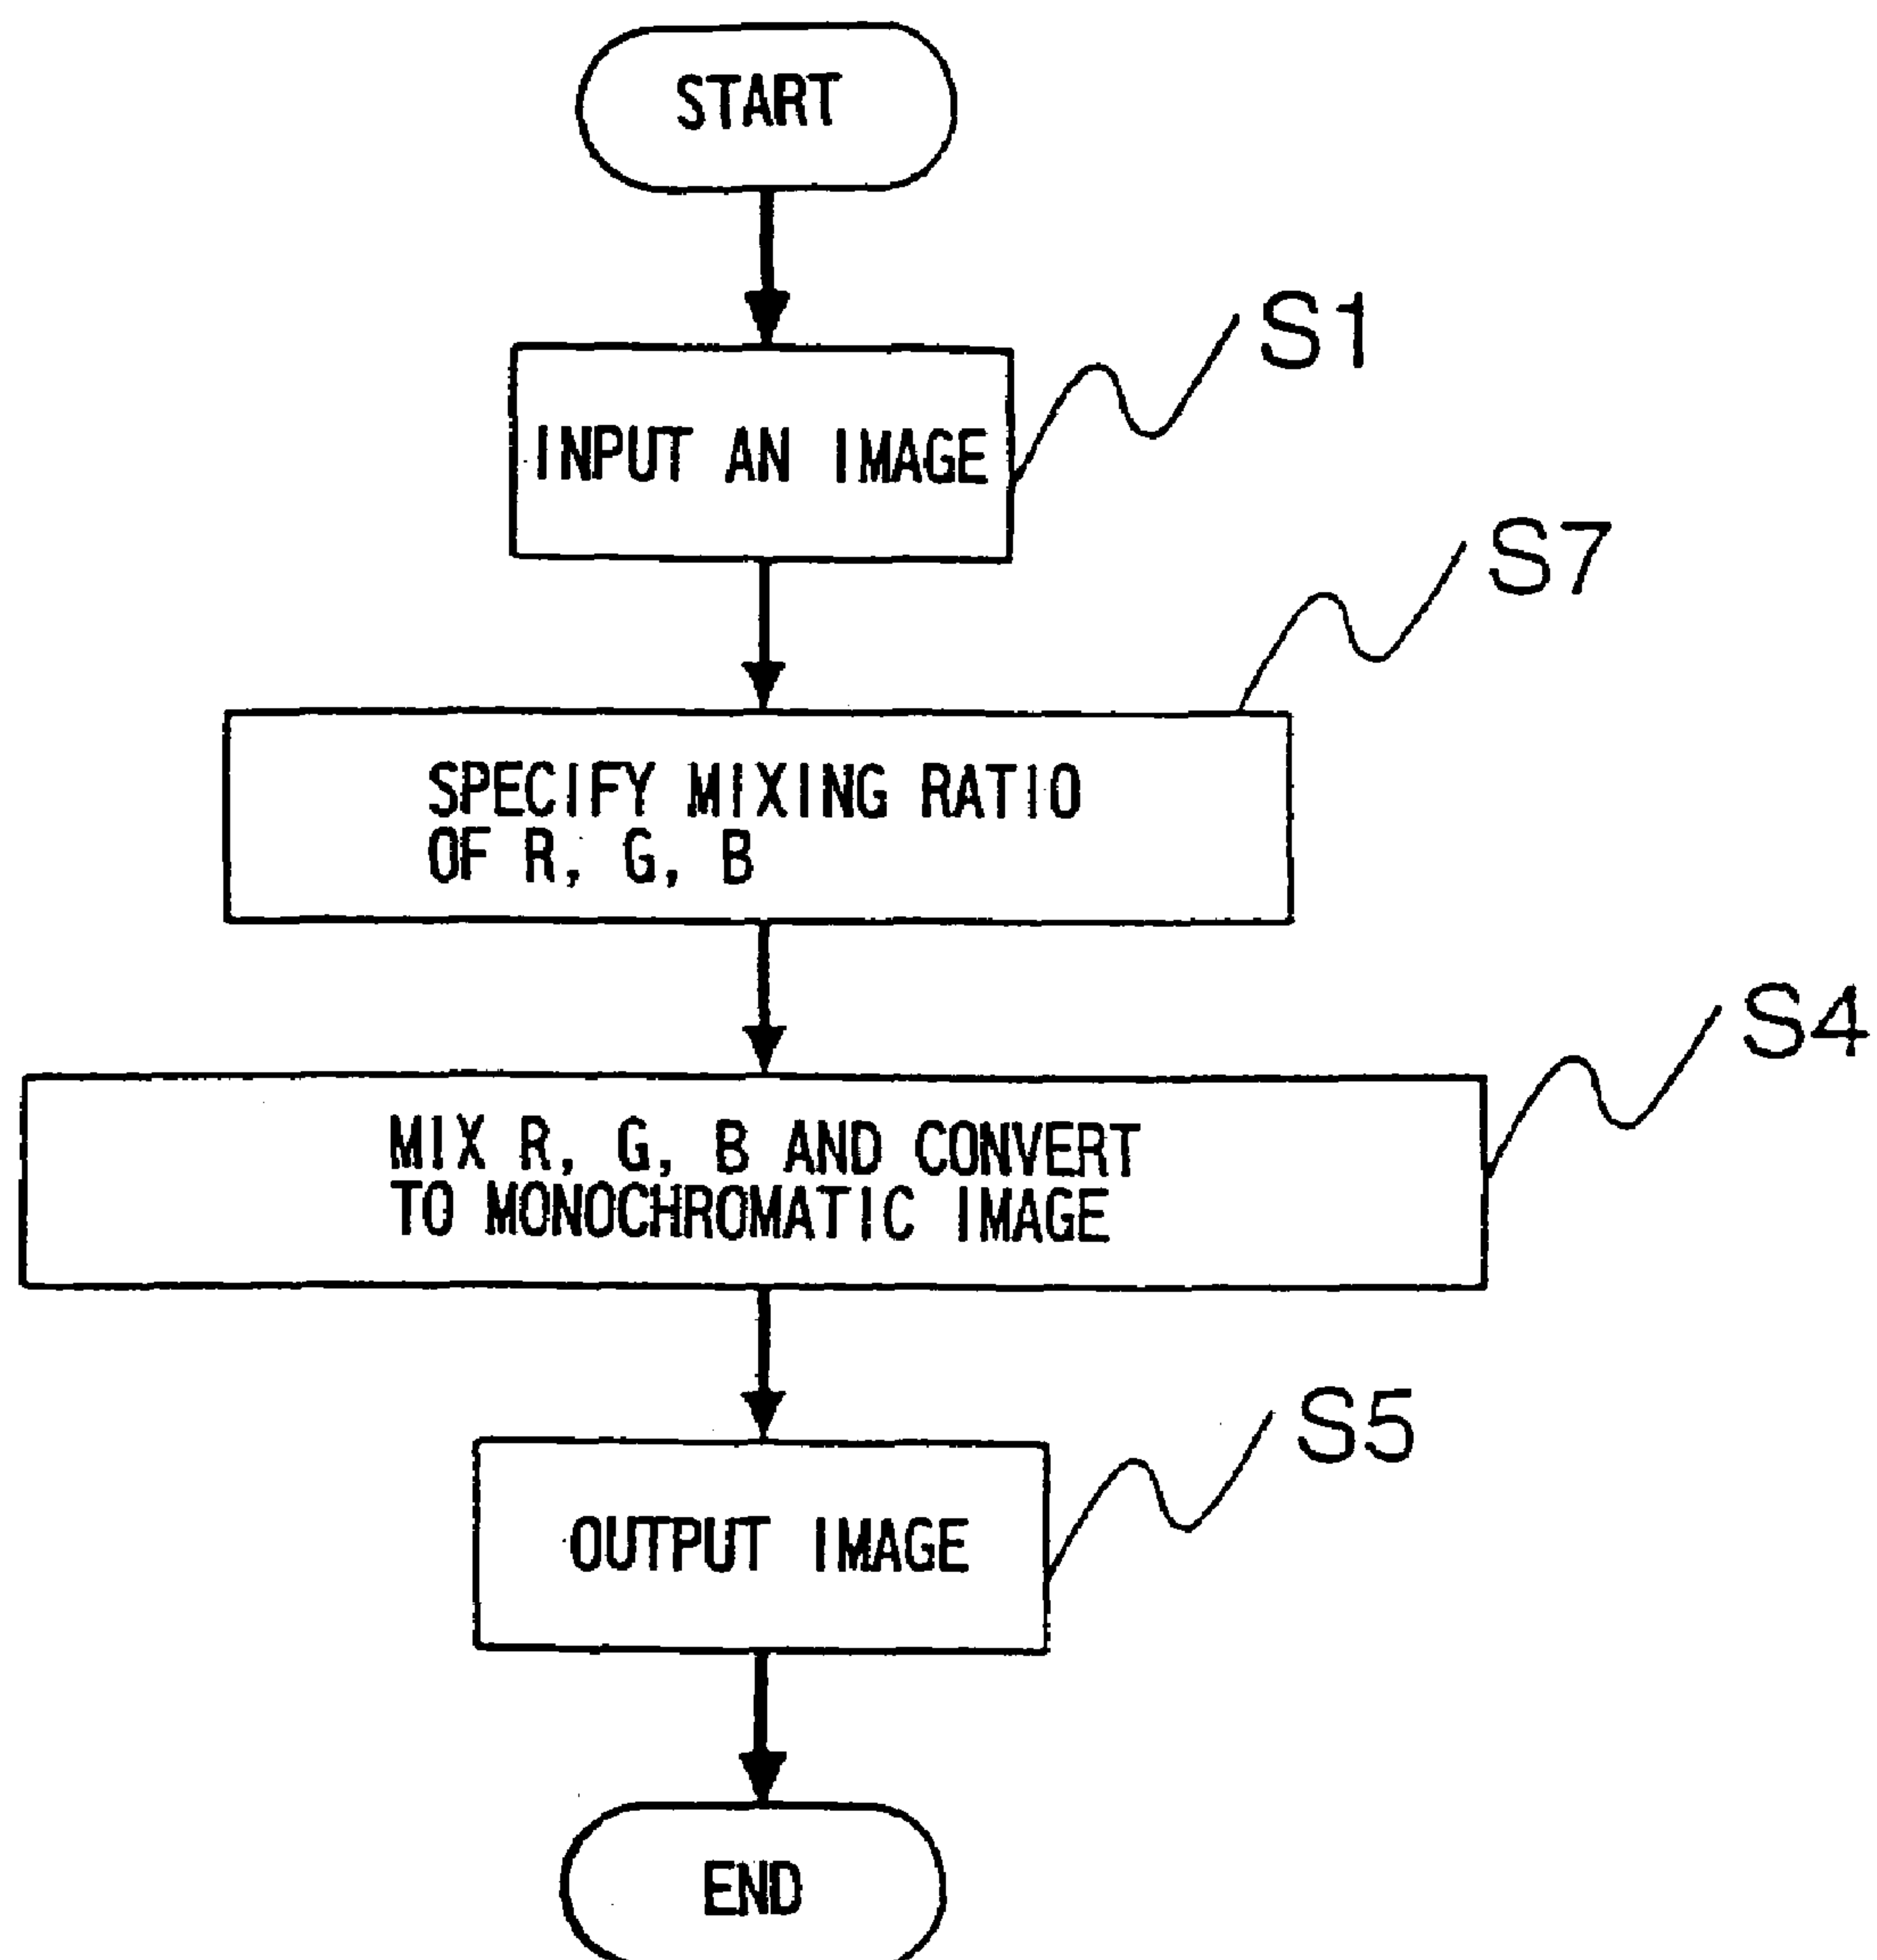 START
S1
INPUT AN IMAGE
S7
SPECIFY MIXING RATIO
OF R, G, B
S4
MIX R, G, B AND CONVERT
TO MONOCHROMATIC IMAGE
S5
OUTPUT IMAGE
END